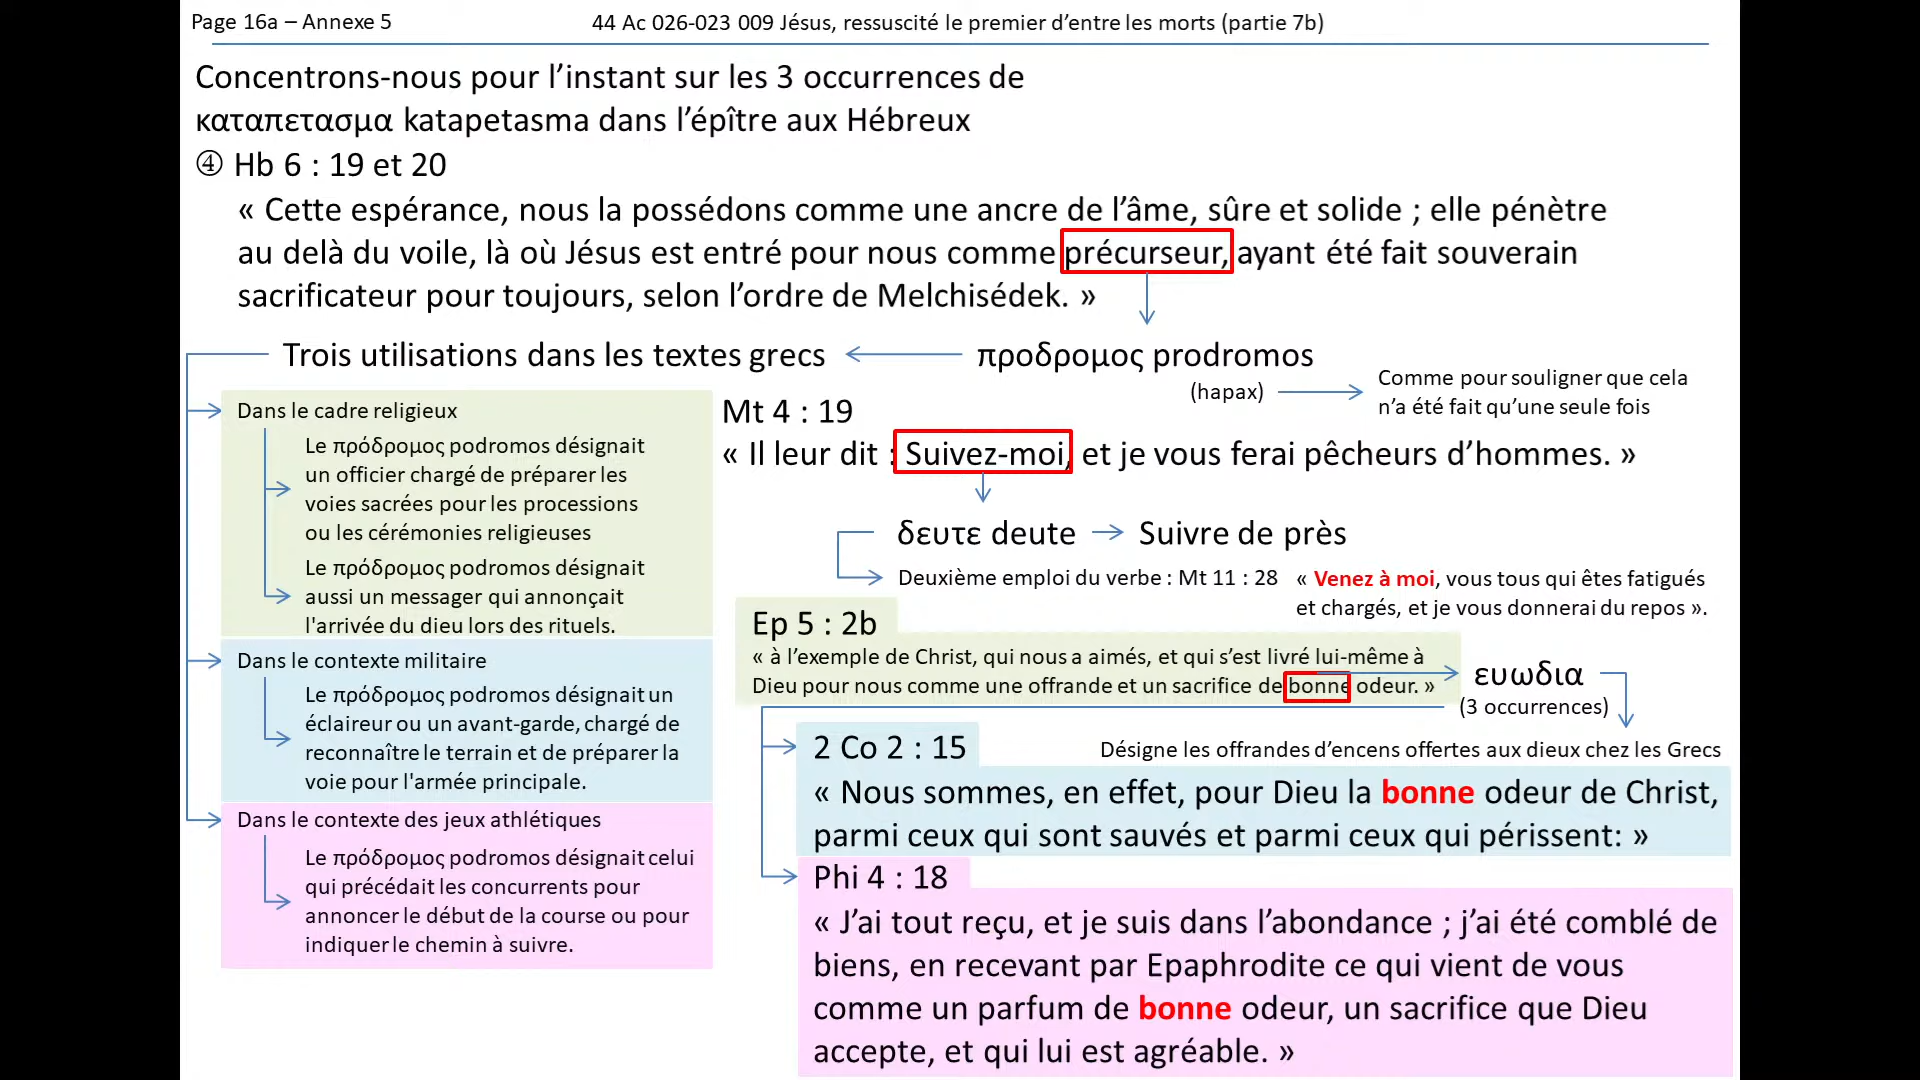 Page 16a – Annexe 5
44 Ac 026-023 009 Jésus, ressuscité le premier d’entre les morts (partie 7b)
Concentrons-nous pour l’instant sur les 3 occurrences de
καταπετασμα katapetasma dans l’épître aux Hébreux
④ Hb 6 : 19 et 20
« Cette espérance, nous la possédons comme une ancre de l’âme, sûre et solide ; elle pénètre
au delà du voile, là où Jésus est entré pour nous comme précurseur, ayant été fait souverain
sacrificateur pour toujours, selon l’ordre de Melchisédek. »
Trois utilisations dans les textes grecs
προδρομος prodromos
(hapax)
Comme pour souligner que cela
n’a été fait qu’une seule fois
Dans le cadre religieux
Le πρόδρομος podromos désignait
un officier chargé de préparer les
voies sacrées pour les processions
ou les cérémonies religieuses
Le πρόδρομος podromos désignait
aussi un messager qui annonçait
l'arrivée du dieu lors des rituels.
Dans le contexte militaire
Le πρόδρομος podromos désignait un
éclaireur ou un avant-garde, chargé de
reconnaître le terrain et de préparer la
voie pour l'armée principale.
Dans le contexte des jeux athlétiques
Le πρόδρομος podromos désignait celui
qui précédait les concurrents pour
annoncer le début de la course ou pour
indiquer le chemin à suivre.
Mt 4 : 19
« Il leur dit : Suivez-moi, et je vous ferai pêcheurs d’hommes. »
δευτε deute
Suivre de près
Deuxième emploi du verbe : Mt 11 : 28
« Venez à moi, vous tous qui êtes fatigués
et chargés, et je vous donnerai du repos ».
Ep 5 : 2b
« à l’exemple de Christ, qui nous a aimés, et qui s’est livré lui-même à
Dieu pour nous comme une offrande et un sacrifice de bonne odeur. »
ευωδια
(3 occurrences)
Désigne les offrandes d’encens offertes aux dieux chez les Grecs
2 Co 2 : 15
« Nous sommes, en effet, pour Dieu la bonne odeur de Christ,
parmi ceux qui sont sauvés et parmi ceux qui périssent: »
Phi 4 : 18
« J’ai tout reçu, et je suis dans l’abondance ; j’ai été comblé de
biens, en recevant par Epaphrodite ce qui vient de vous
comme un parfum de bonne odeur, un sacrifice que Dieu
accepte, et qui lui est agréable. »